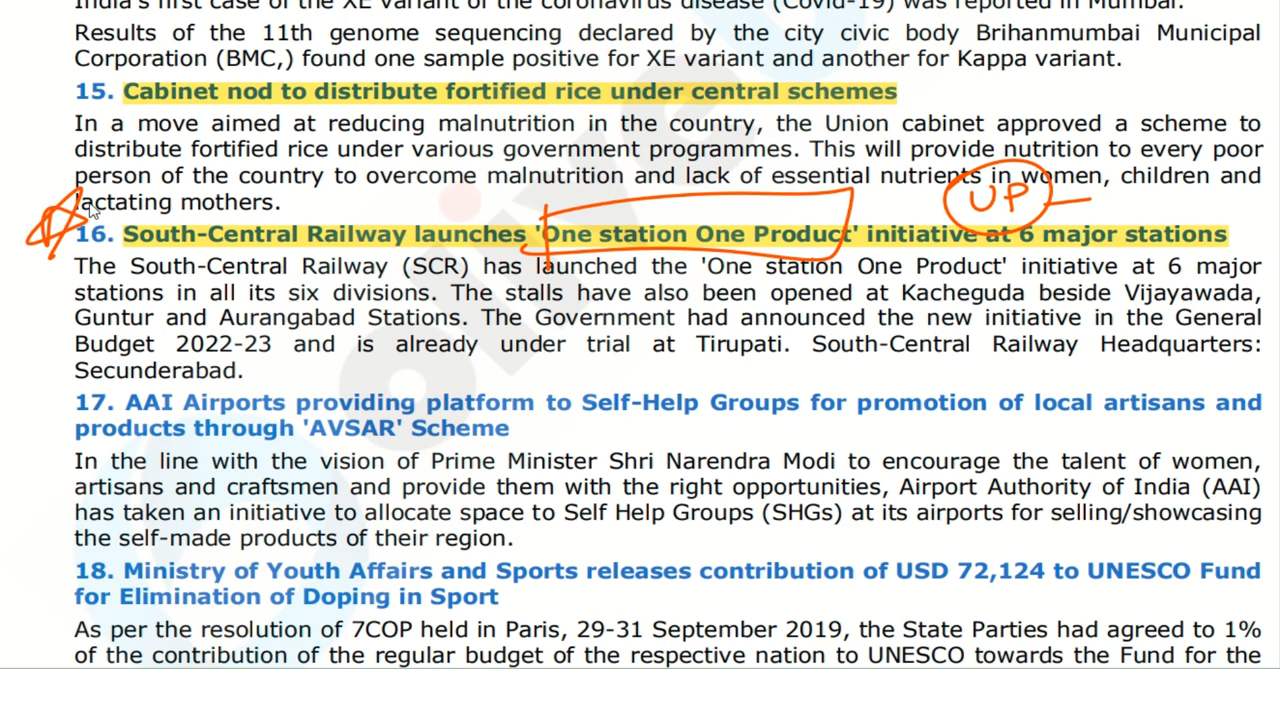 India's first case of the XE variant of the coronavirus disease (Covid-19) was reported in Mumbai.
Results of the 11th genome sequencing declared by the city civic body Brihanmumbai Municipal
Corporation (BMC,) found one sample positive for XE variant and another for Kappa variant.
15. Cabinet nod to distribute fortified rice under central schemes
In a move aimed at reducing malnutrition in the country, the Union cabinet approved a scheme to
distribute fortified rice under various government programmes. This will provide nutrition to every poor
person of the country to overcome malnutrition and lack of essential nutrients in women, children and
lactating mothers.
UP
16. South-Central Railway launches 'One station One Product' initiative at 6 major stations
The South-Central Railway (SCR) has launched the 'One station One Product' initiative at 6 major
stations in all its six divisions. The stalls have also been opened at Kacheguda beside Vijayawada,
Guntur and Aurangabad Stations. The Government had announced the new initiative in the General
Budget 2022-23 and is already under trial at Tirupati. South-Central Railway Headquarters:
Secunderabad.
17. AAI Airports providing platform to Self-Help Groups for promotion of local artisans and
products through 'AVSAR' Scheme
In the line with the vision of Prime Minister Shri Narendra Modi to encourage the talent of women,
artisans and craftsmen and provide them with the right opportunities, Airport Authority of India (AAI)
has taken an initiative to allocate space to Self Help Groups (SHGs) at its airports for selling/showcasing
the self-made products of their region.
18. Ministry of Youth Affairs and Sports releases contribution of USD 72,124 to UNESCO Fund
for Elimination of Doping in Sport
As per the resolution of 7COP held in Paris, 29-31 September 2019, the State Parties had agreed to 1%
of the contribution of the regular budget of the respective nation to UNESCO towards the Fund for the